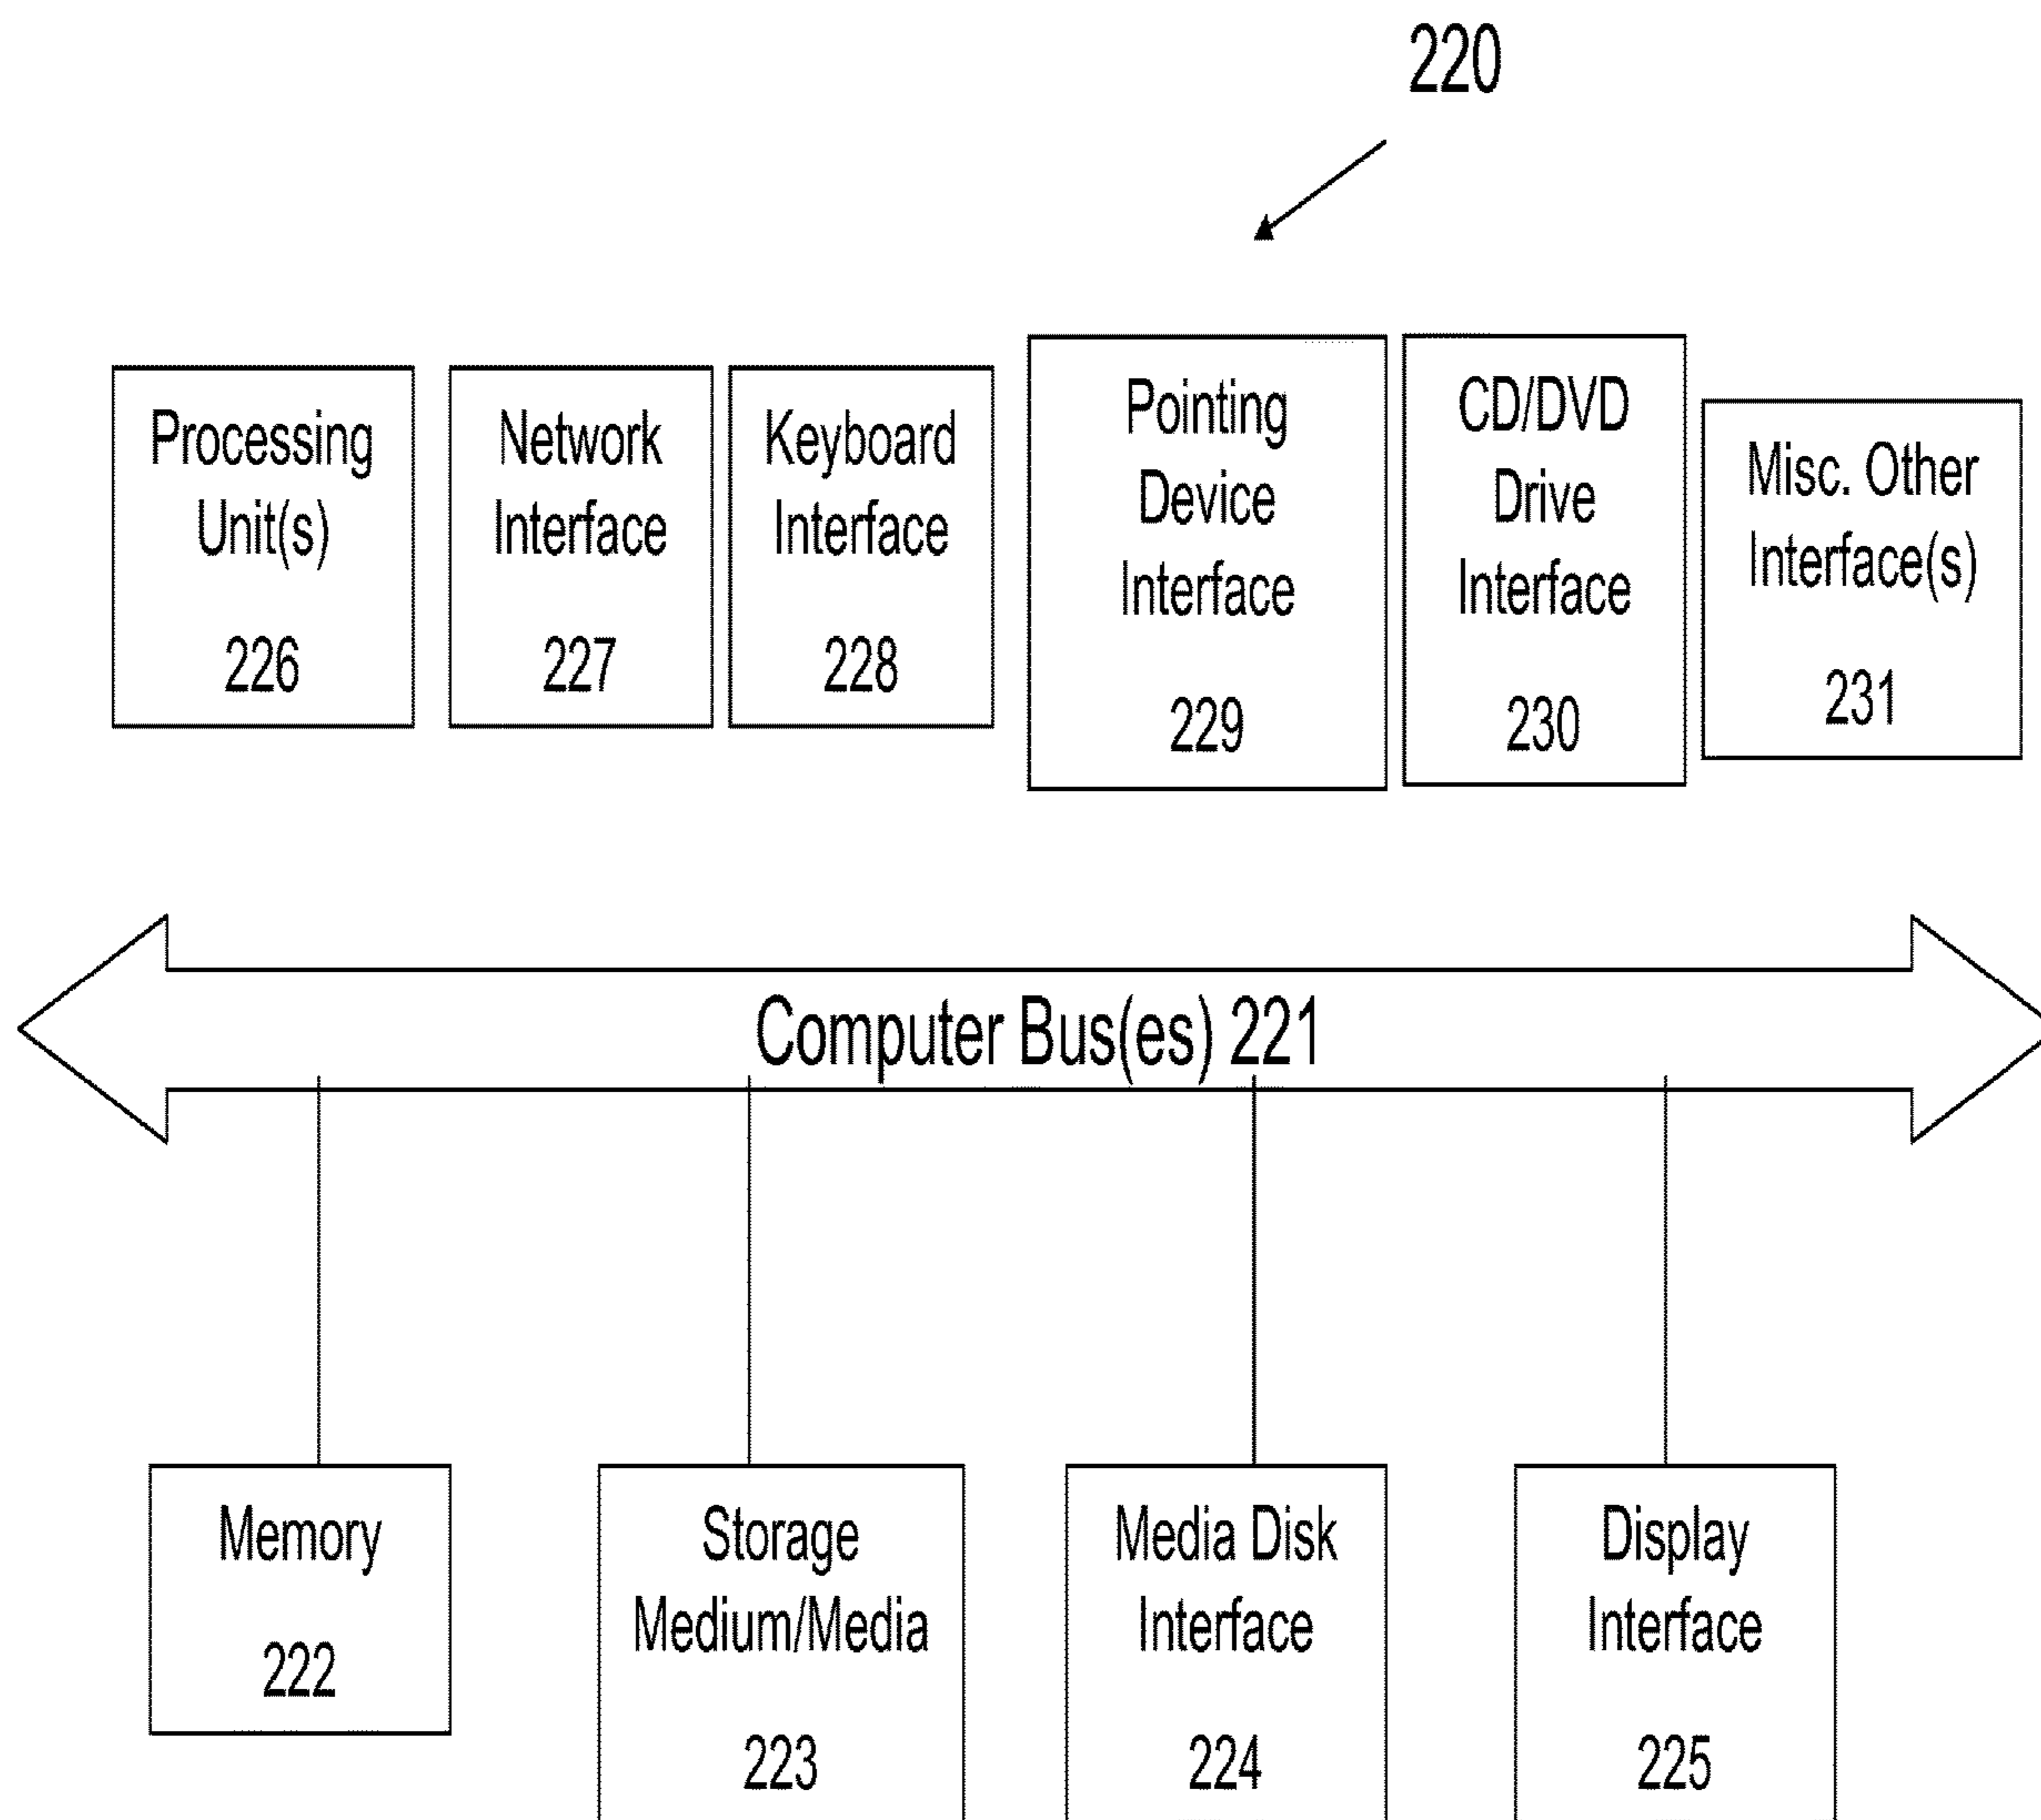 220
Processing
Unit(s)
226
Network
Interface
227
Keyboard
Interface
228
Pointing
Device
Interface
229
CD/DVD
Drive
Interface
230
Misc. Other
Interface(s)
231
Computer Bus(es) 221
Memory
222
Storage
Medium/Media
223
Media Disk
Interface
224
Display
Interface
225